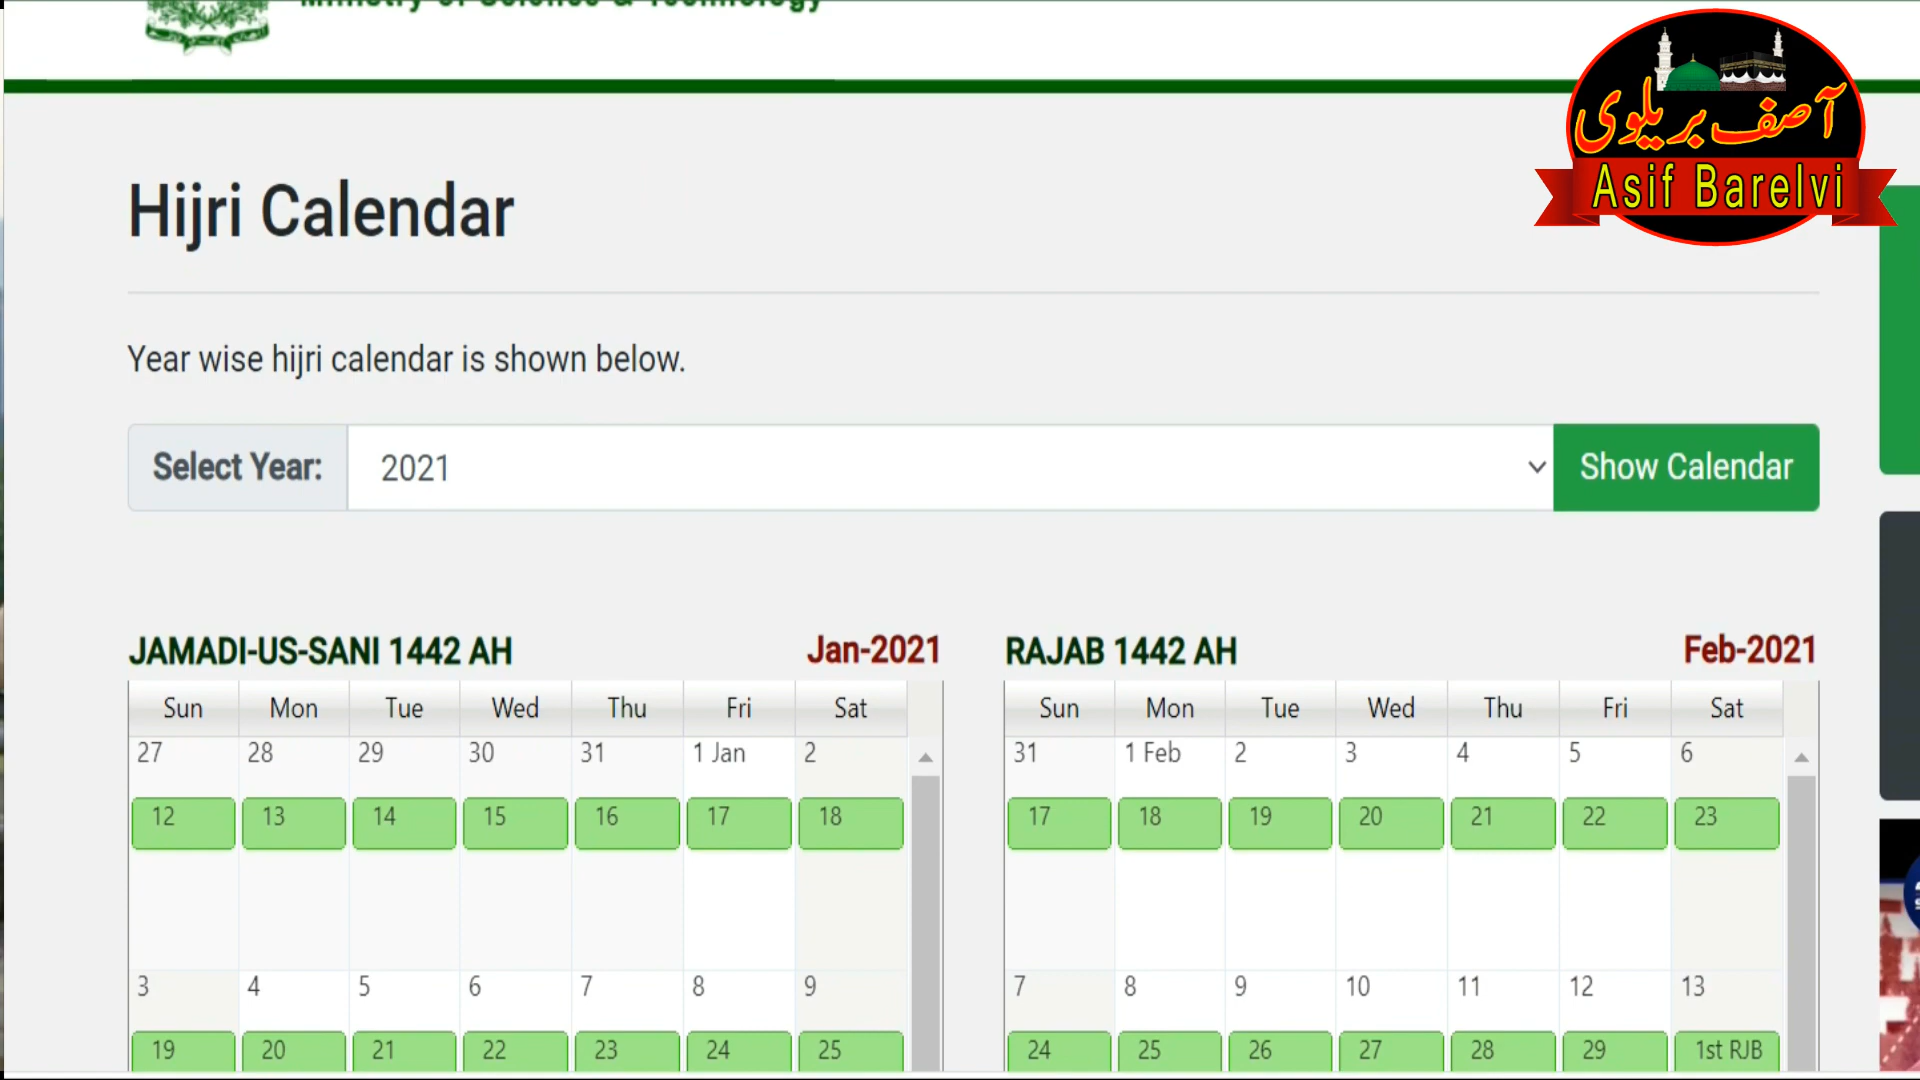 Ministry of Science & Technology
آصف بریلوی
Asif Barelvi
Hijri Calendar
Year wise hijri calendar is shown below.
Select Year: 2021 Show Calendar
JAMADI-US-SANI 1442 AH Jan-2021
Sun Mon Tue Wed Thu Fri Sat
27 28 29 30 31 1 Jan 2
12 13 14 15 16 17 18
3 4 5 6 7 8 9
19 20 21 22 23 24 25
RAJAB 1442 AH Feb-2021
Sun Mon Tue Wed Thu Fri Sat
31 1 Feb 2 3 4 5 6
17 18 19 20 21 22 23
7 8 9 10 11 12 13
24 25 26 27 28 29 1st RJB